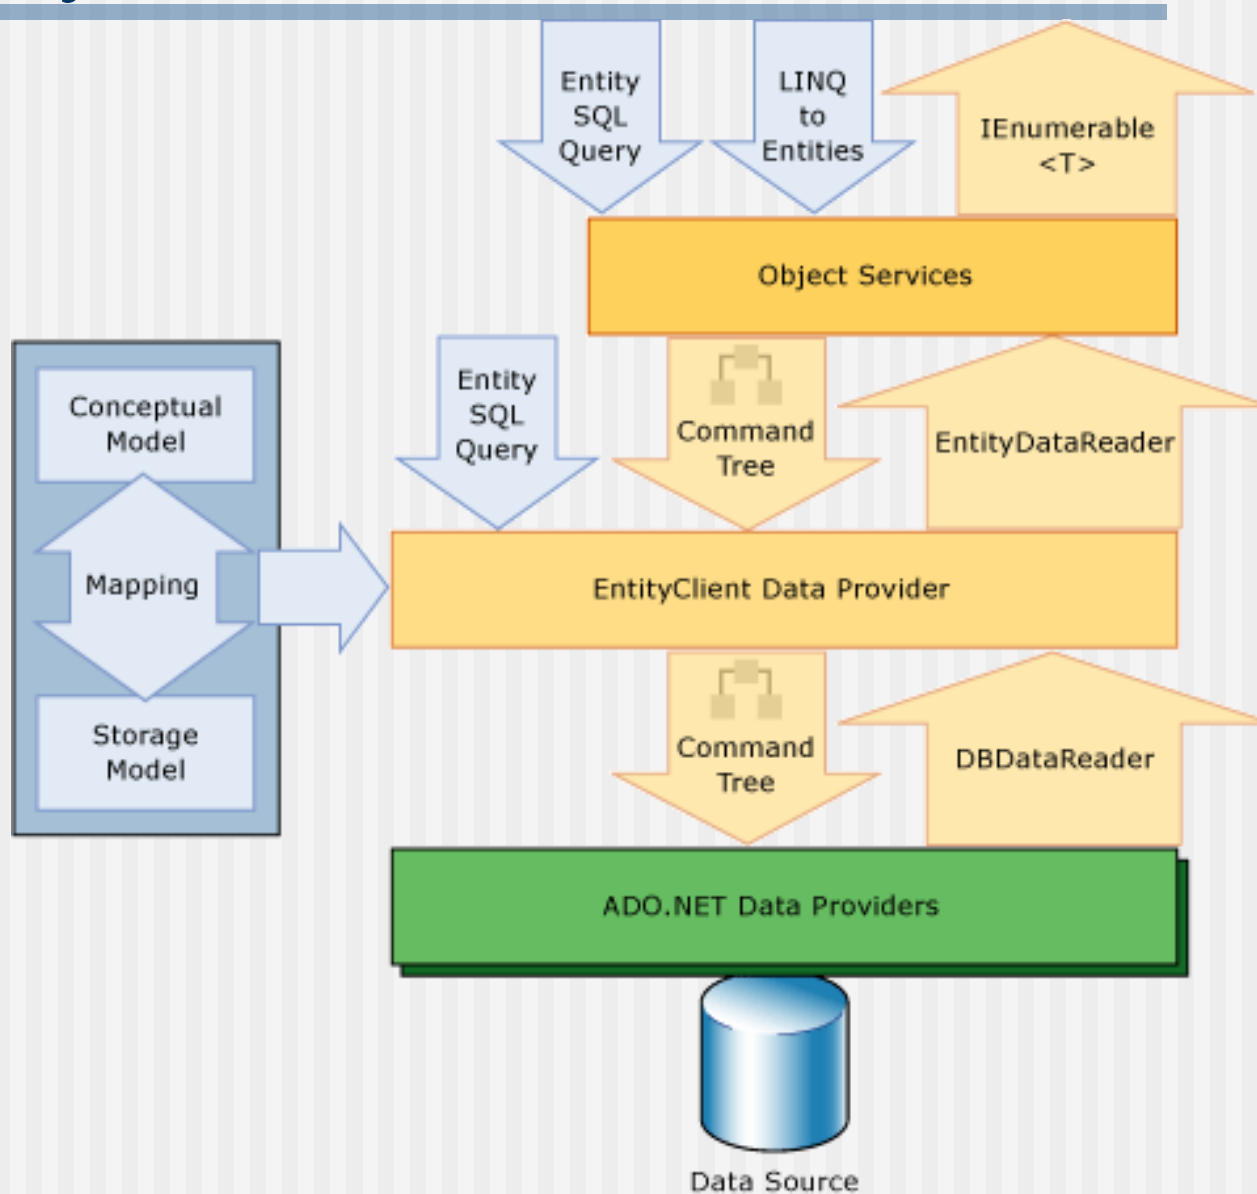 Entity
SQL
Query
LINQ
to
Entities
IEnumerable
<T>
Object Services
Entity
SQL
Query
Command
Tree
EntityDataReader
Conceptual
Model
Mapping
Storage
Model
EntityClient Data Provider
Command
Tree
DBDataReader
ADO.NET Data Providers
Data Source